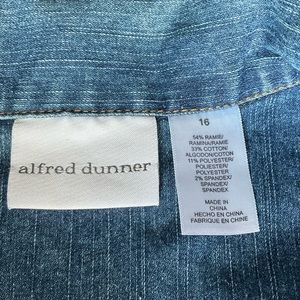 alfred dunner
16
54% RAMIE/
RAMINA/RAMIE
33% COTTON/
ALGODON/COTON
11% POLYESTER/
POLIESTER/
POLYESTER
2% SPANDEX/
SPANDEX/
SPANDEX
MADE IN
CHINA
HECHO EN CHINA
FABRIQUE EN CHINE